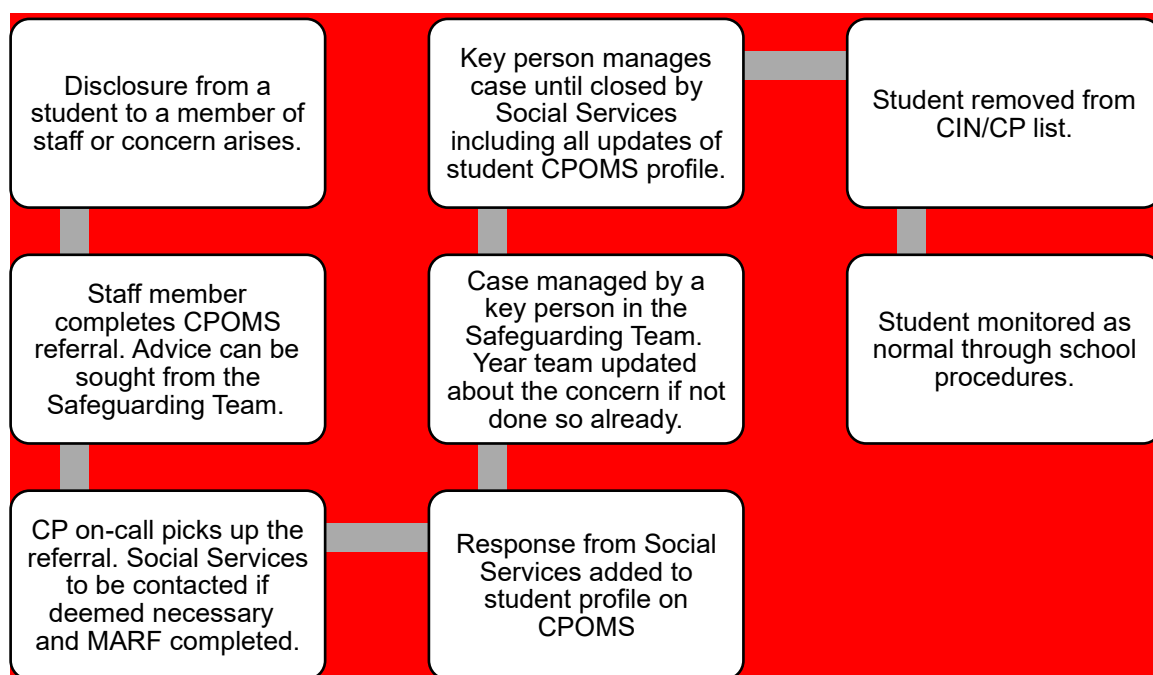 Disclosure from a
student to a member of
staff or concern arises.
Staff member
completes CPOMS
referral. Advice can be
sought from the
Safeguarding Team.
CP on-call picks up the
referral. Social Services
to be contacted if
deemed necessary
and MARF completed.
Response from Social
Services added to
student profile on
CPOMS
Case managed by a
key person in the
Safeguarding Team.
Year team updated
about the concern if not
done so already.
Key person manages
case until closed by
Social Services
including all updates of
student CPOMS profile.
Student removed from
CIN/CP list.
Student monitored as
normal through school
procedures.